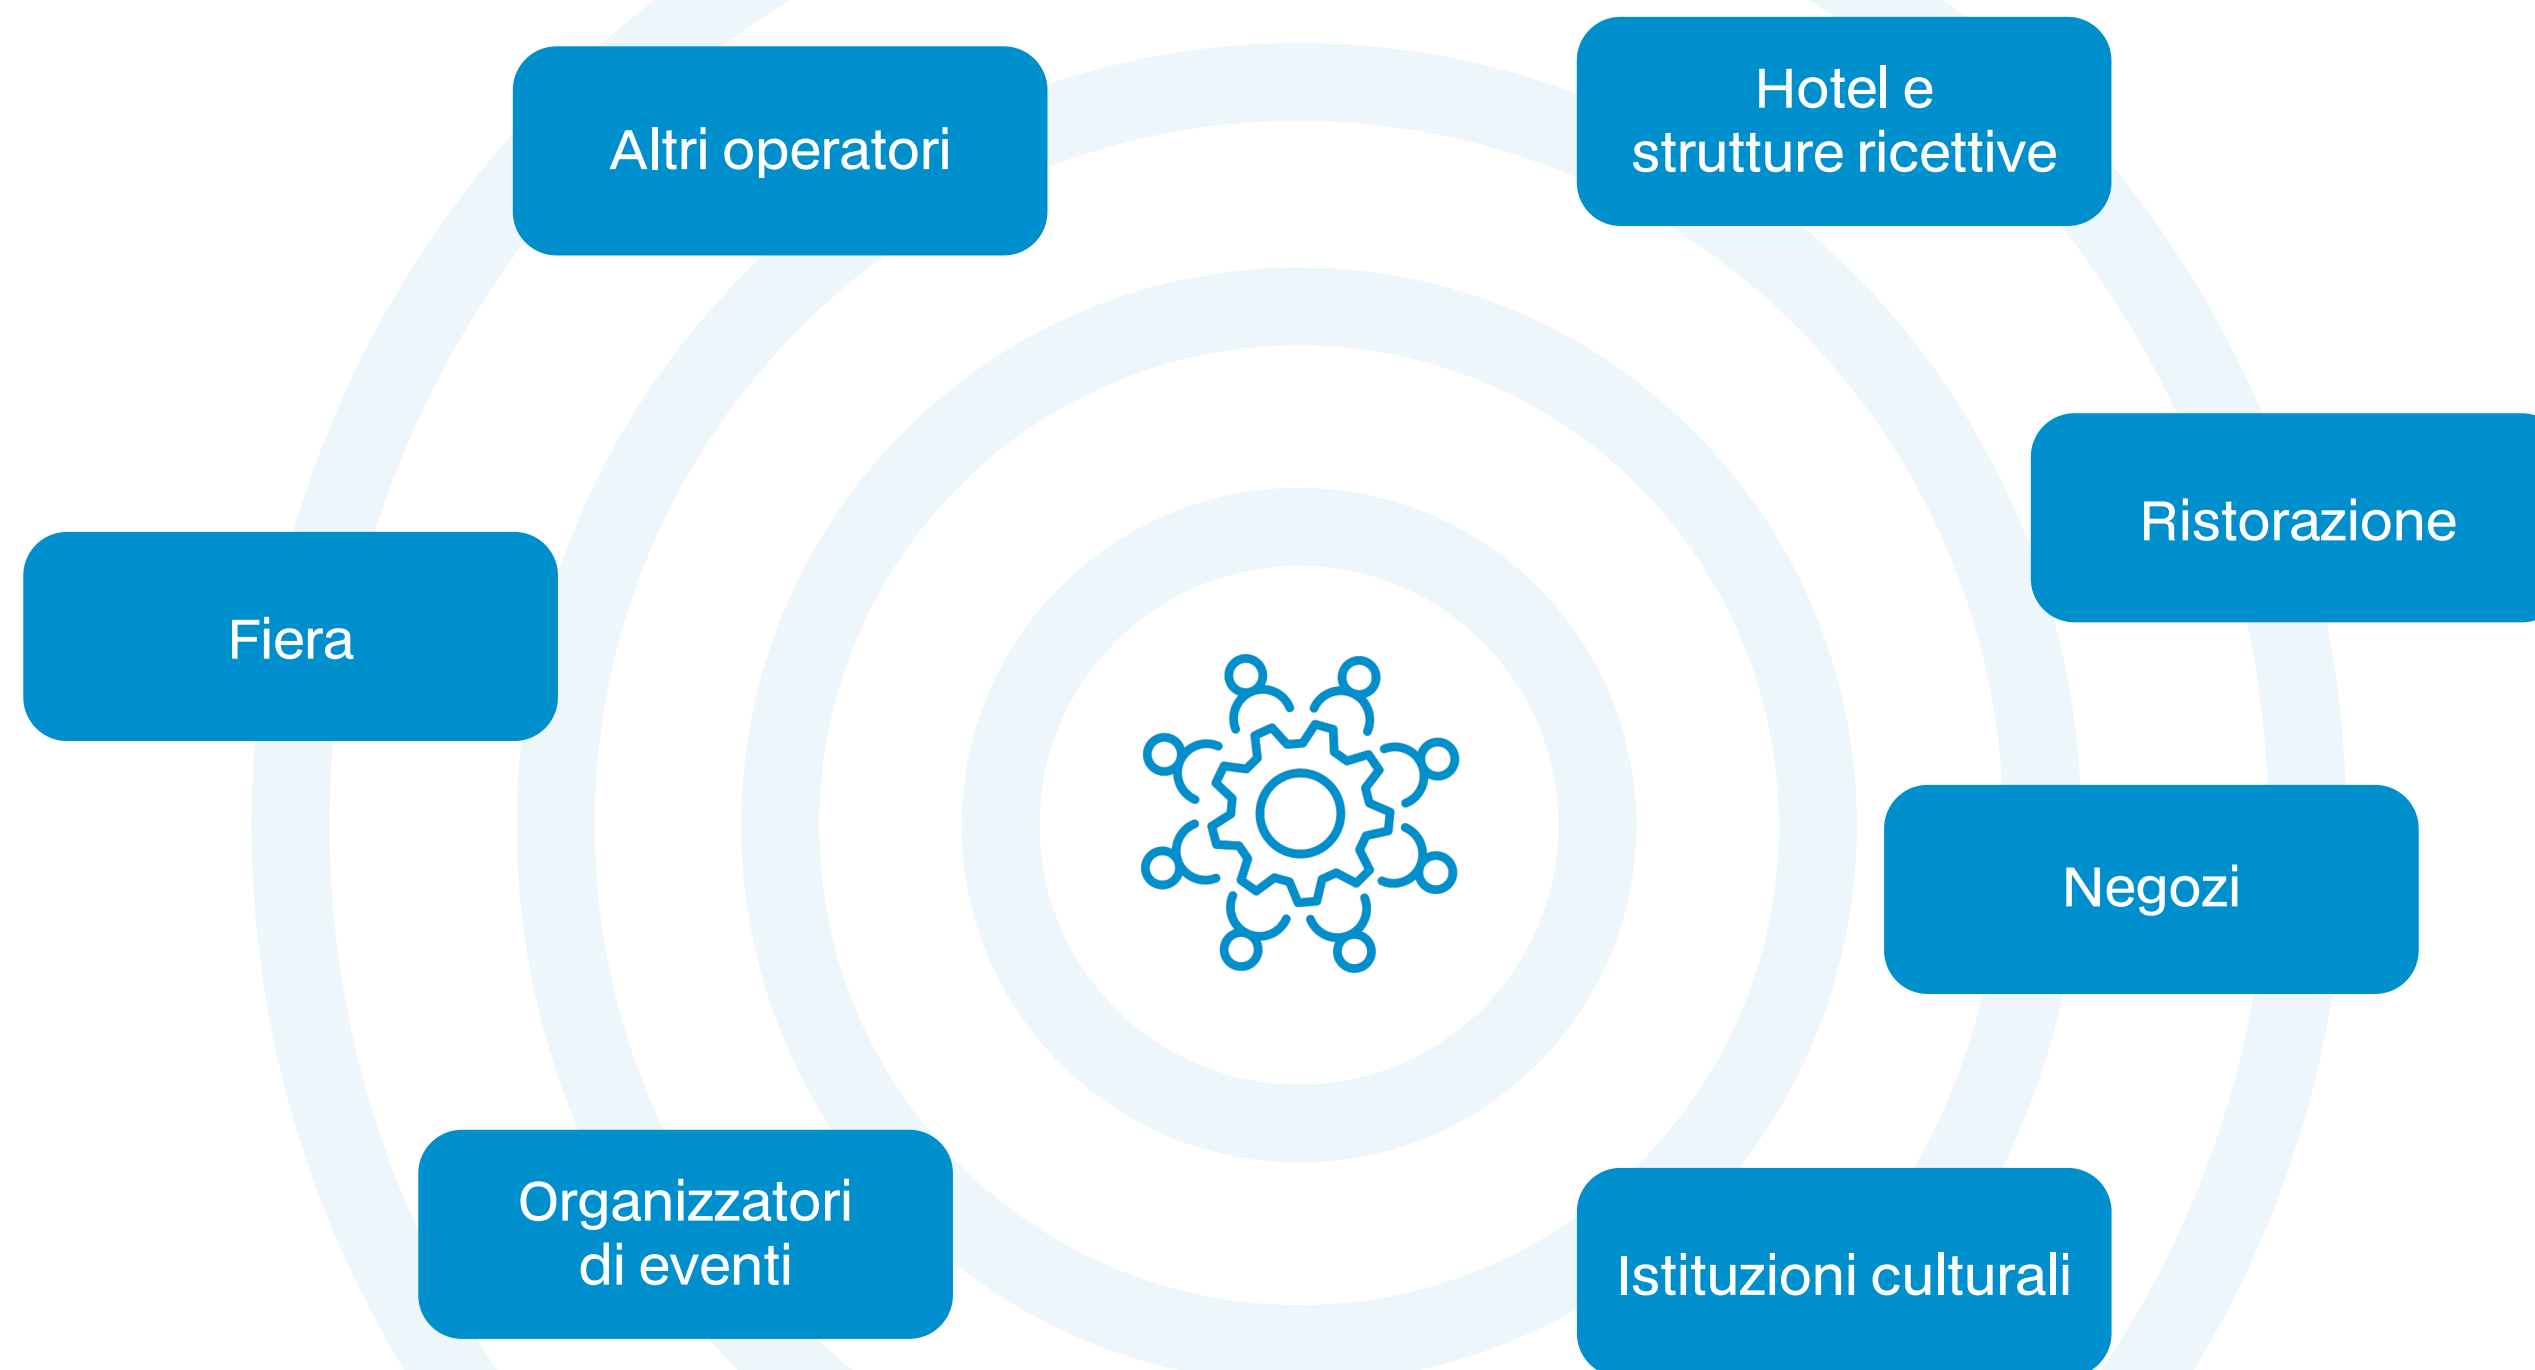 Altri operatori
Hotel e
strutture ricettive
Ristorazione
Fiera
Negozi
Organizzatori
di eventi
Istituzioni culturali